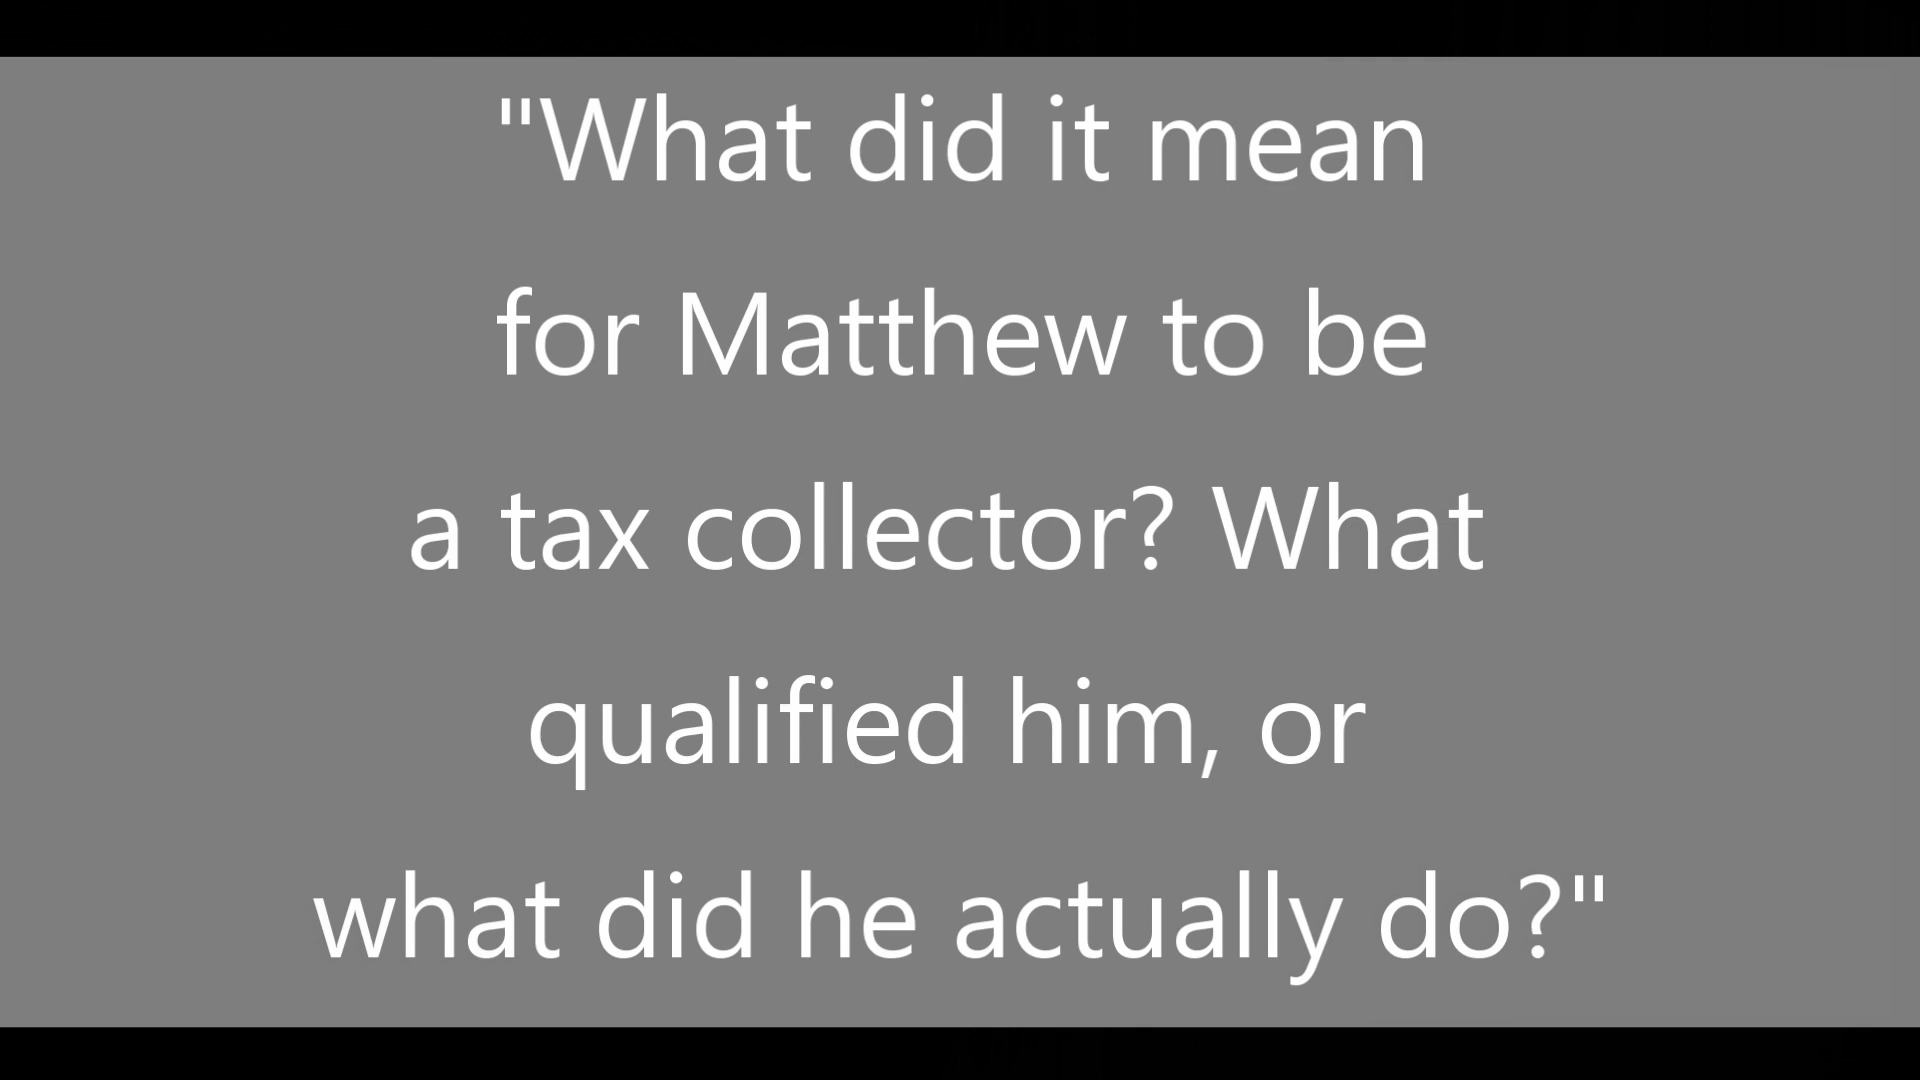 "What did it mean
for Matthew to be
a tax collector? What
qualified him, or
what did he actually do?"